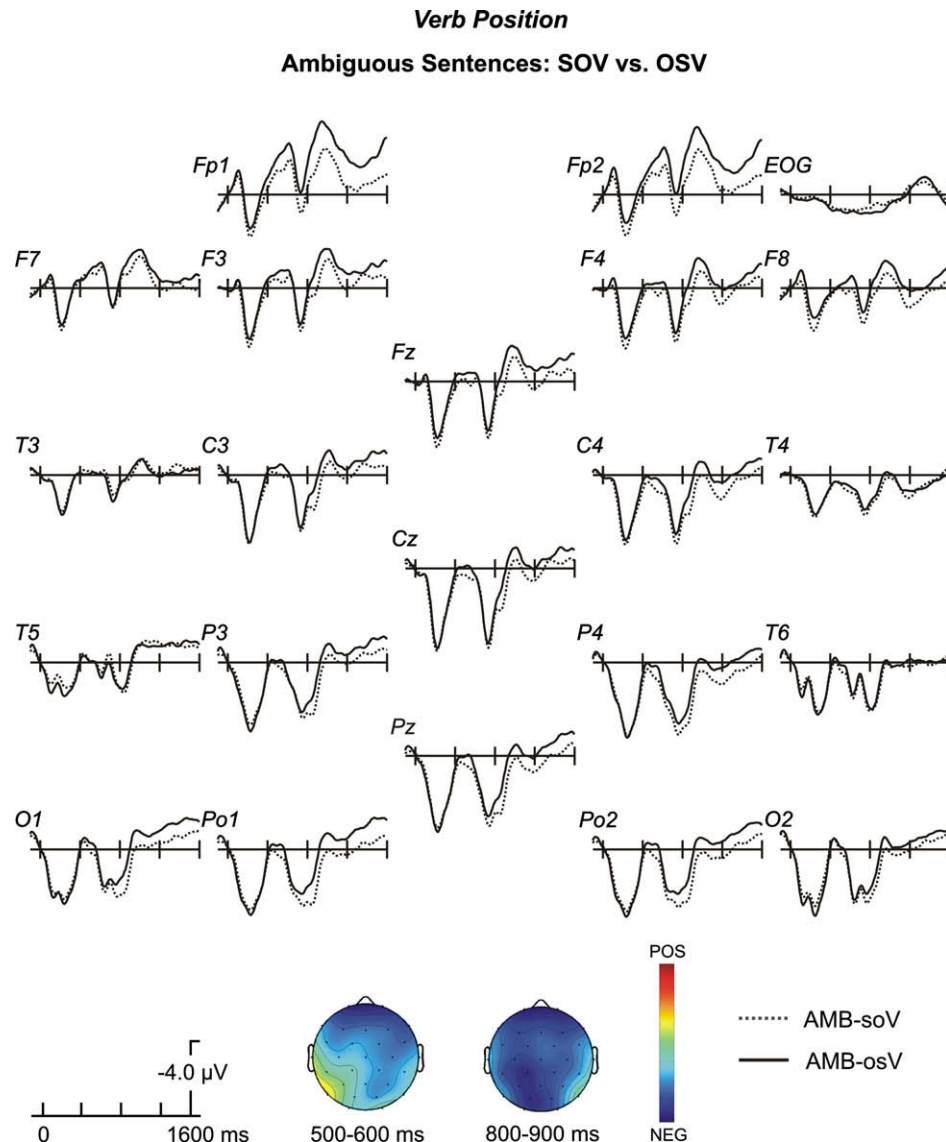 Verb Position
Ambiguous Sentences: SOV vs. OSV
Fp1 Fp2 EOG
F7 F3 F4 F8
Fz
T3 C3 C4 T4
Cz
T5 P3 P4 T6
Pz
O1 Po1 Po2 O2
POS
AMB-soV
-4.0 µV
AMB-osV
0 1600 ms 500-600 ms 800-900 ms NEG